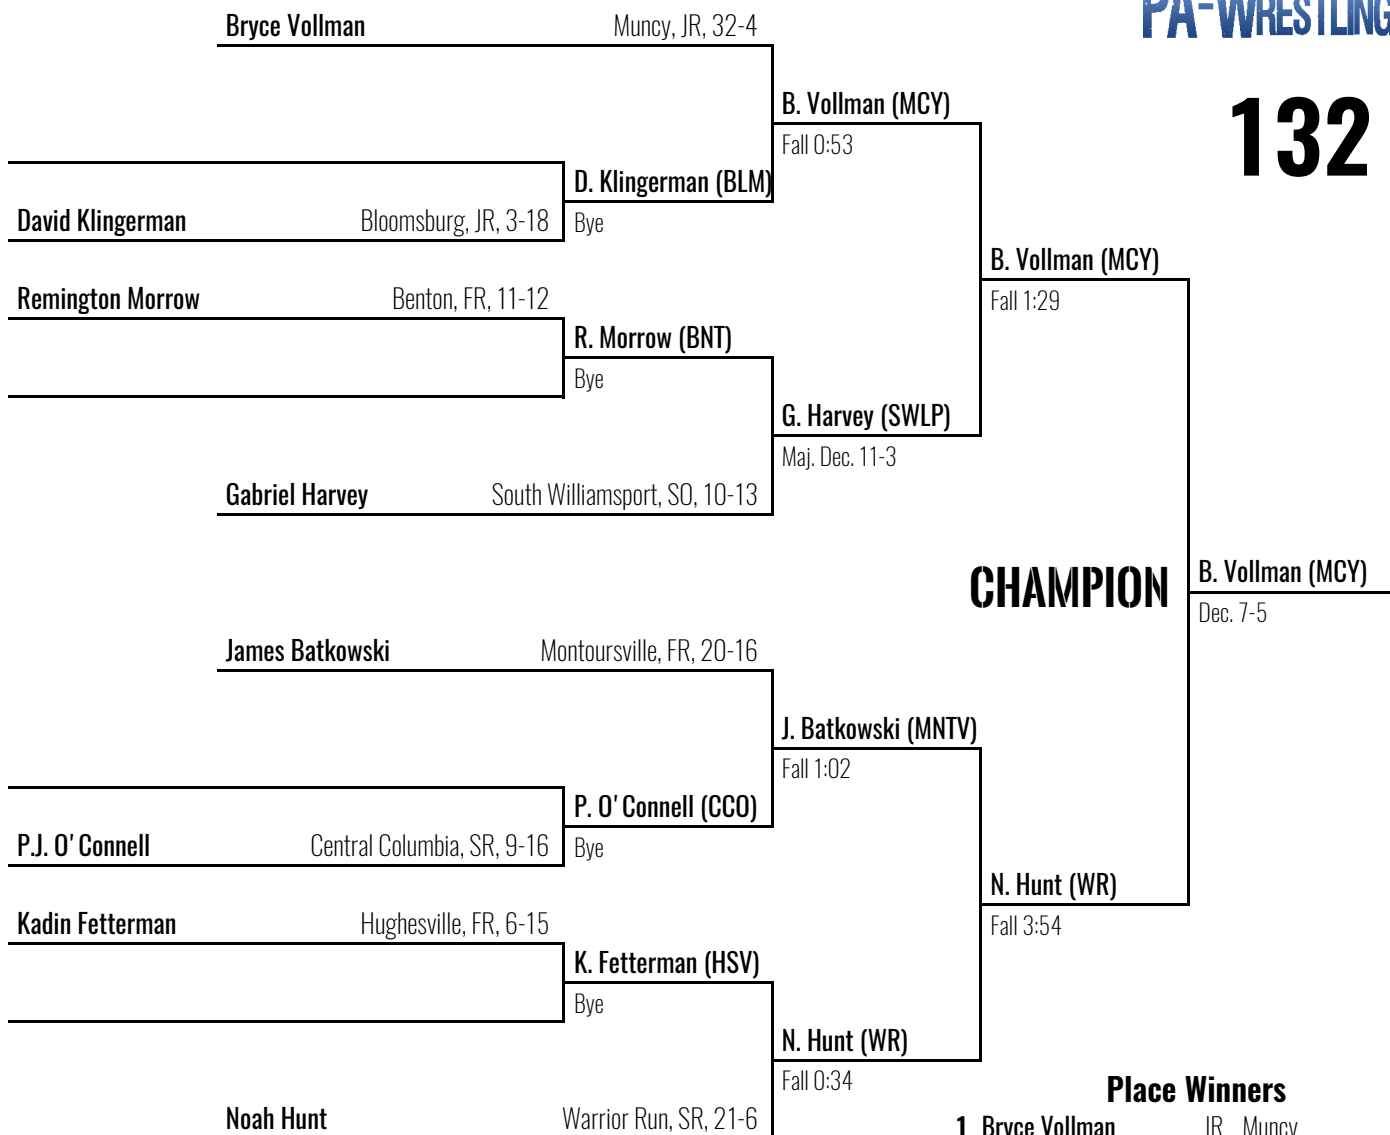 PA-WRESTLING
132
Bryce Vollman Muncy, JR, 32-4
B. Vollman (MCY)
Fall 0:53
D. Klingerman (BLM)
David Klingerman Bloomsburg, JR, 3-18
Bye
B. Vollman (MCY)
Remington Morrow Benton, FR, 11-12
Fall 1:29
R. Morrow (BNT)
Bye
G. Harvey (SWLP)
Maj. Dec. 11-3
Gabriel Harvey South Williamsport, SO, 10-13
CHAMPION
B. Vollman (MCY)
Dec. 7-5
James Batkowski Montoursville, FR, 20-16
J. Batkowski (MNTV)
Fall 1:02
P. O'Connell (CCO)
P.J. O'Connell Central Columbia, SR, 9-16
Bye
N. Hunt (WR)
Kadin Fetterman Hughesville, FR, 6-15
Fall 3:54
K. Fetterman (HSV)
Bye
N. Hunt (WR)
Fall 0:34
Place Winners
Noah Hunt Warrior Run, SR, 21-6
1 Bryce Vollman JR Muncy